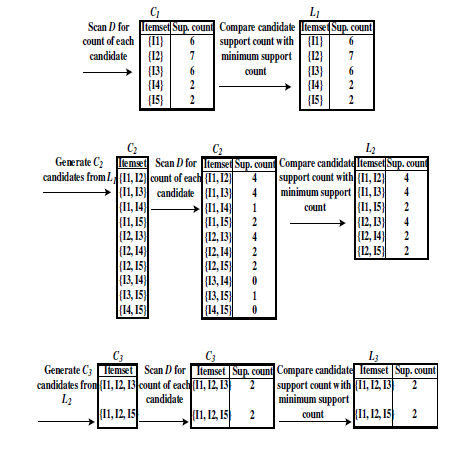 C1 L1
Scan D for Itemset Sup. count Compare candidate Itemset Sup. count
count of each {I1} 6 support count with {I1} 6
candidate {I2} 7 minimum support {I2} 7
{I3} 6 count {I3} 6
{I4} 2 {I4} 2
{I5} 2 {I5} 2
C2 C2 L2
Generate C2 Itemset Scan D for Itemset Sup. count Compare candidate Itemset Sup. count
candidates from L1 {I1, I2} count of each {I1, I2} 4 support count with {I1, I2} 4
{I1, I3} candidate {I1, I3} 4 minimum support {I1, I3} 4
{I1, I4} {I1, I4} 1 count {I1, I5} 2
{I1, I5} {I1, I5} 2 {I2, I3} 4
{I2, I3} {I2, I3} 4 {I2, I4} 2
{I2, I4} {I2, I4} 2 {I2, I5} 2
{I2, I5} {I2, I5} 2
{I3, I4} {I3, I4} 0
{I3, I5} {I3, I5} 1
{I4, I5} {I4, I5} 0
C3 C3 L3
Generate C3 Itemset Scan D for Itemset Sup. count Compare candidate Itemset Sup. count
candidates from {I1, I2, I3 count of each {I1, I2, I3} 2 support count with {I1, I2, I3} 2
L2 candidate minimum support
{I1, I2, I5 {I1, I2, I5} 2 count {I1, I2, I5} 2